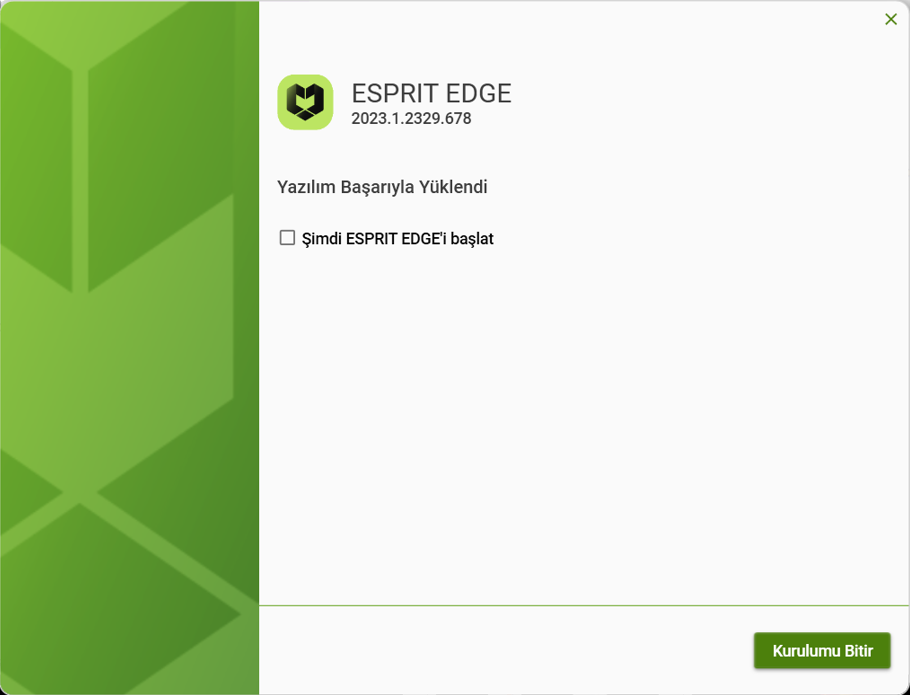 ESPRIT EDGE
2023.1.2329.678
Yazılım Başarıyla Yüklendi
Şimdi ESPRIT EDGE'i başlat
Kurulumu Bitir